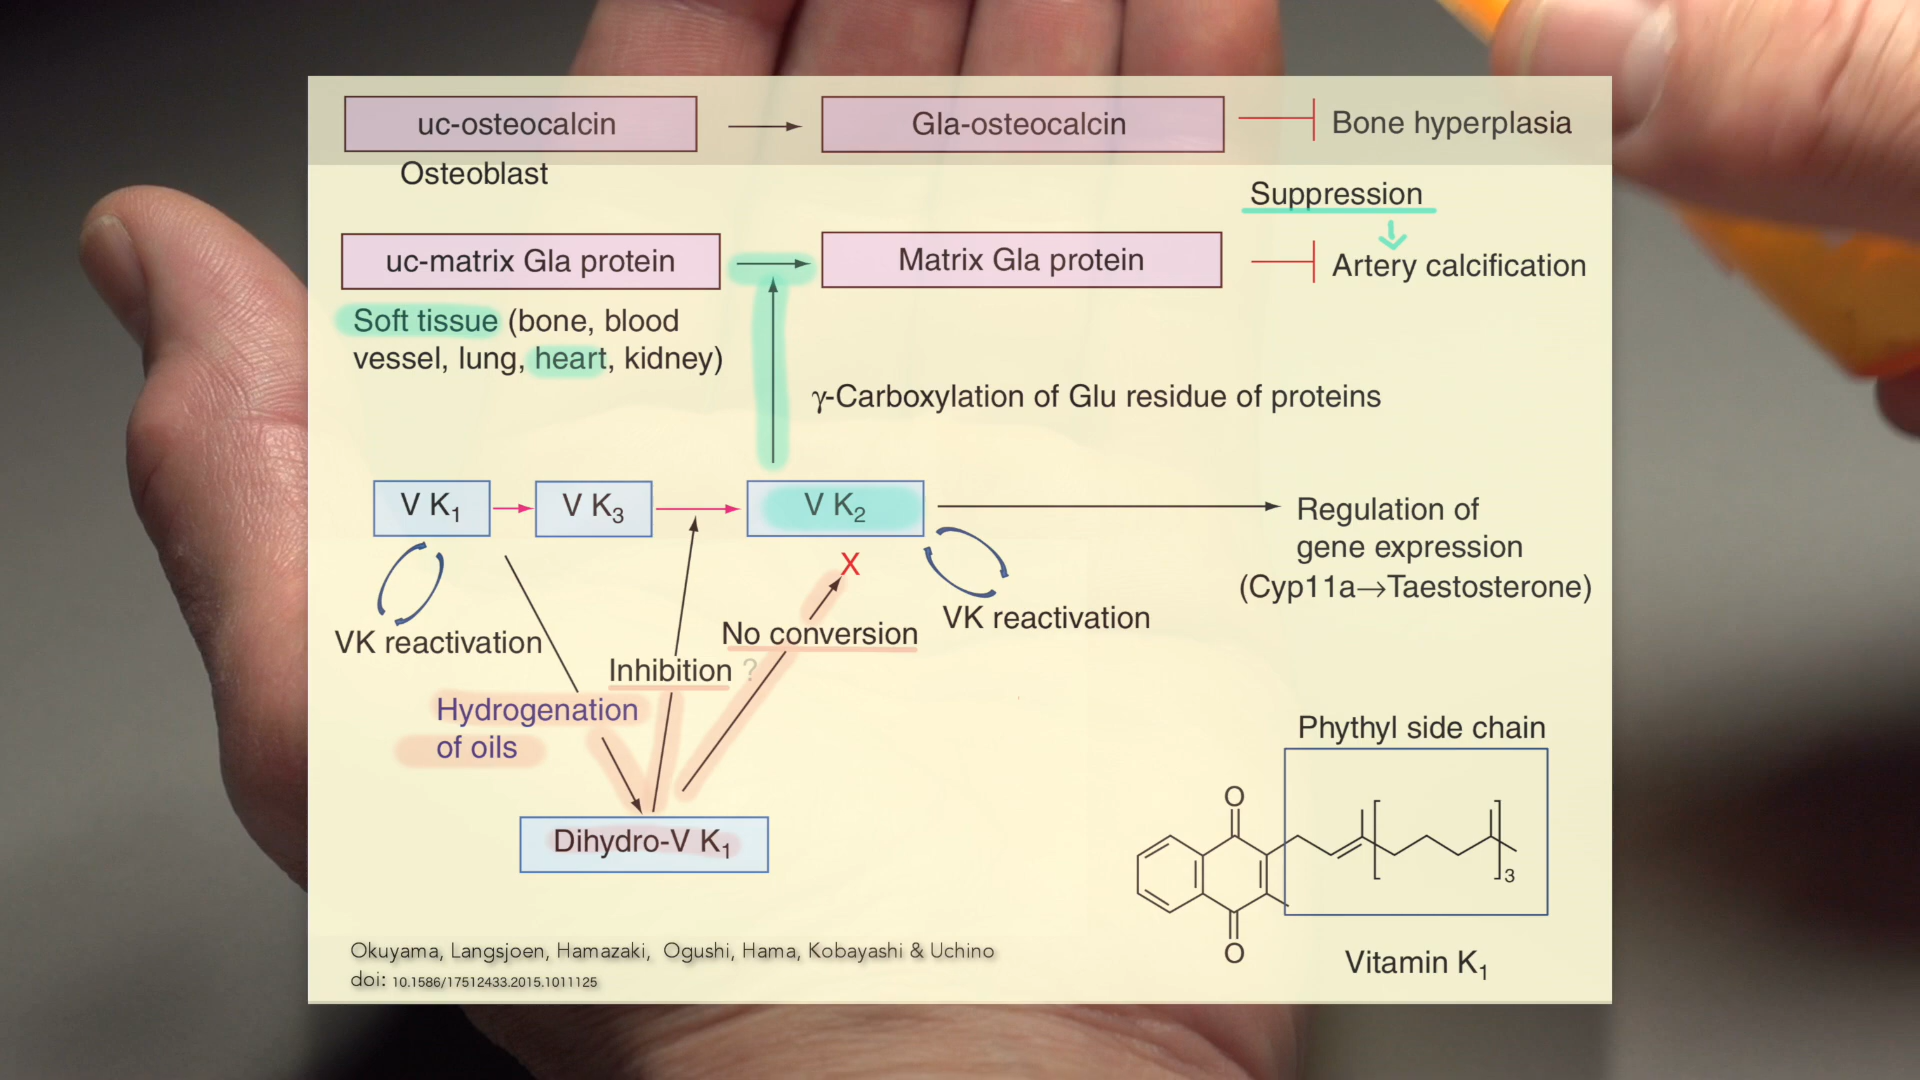 uc-osteocalcin
Gla-osteocalcin
Bone hyperplasia
Osteoblast
Suppression
uc-matrix Gla protein
Matrix Gla protein
Artery calcification
Soft tissue (bone, blood
vessel, lung, heart, kidney)
γ-Carboxylation of Glu residue of proteins
V K₁
V K₃
V K₂
Regulation of
gene expression
(Cyp11a→Taestosterone)
X
VK reactivation
VK reactivation
No conversion
Inhibition ?
Hydrogenation
of oils
Dihydro-V K₁
Phythyl side chain
O
3
O
Vitamin K₁
Okuyama, Langsjoen, Hamazaki, Ogushi, Hama, Kobayashi & Uchino
doi: 10.1586/17512433.2015.1011125